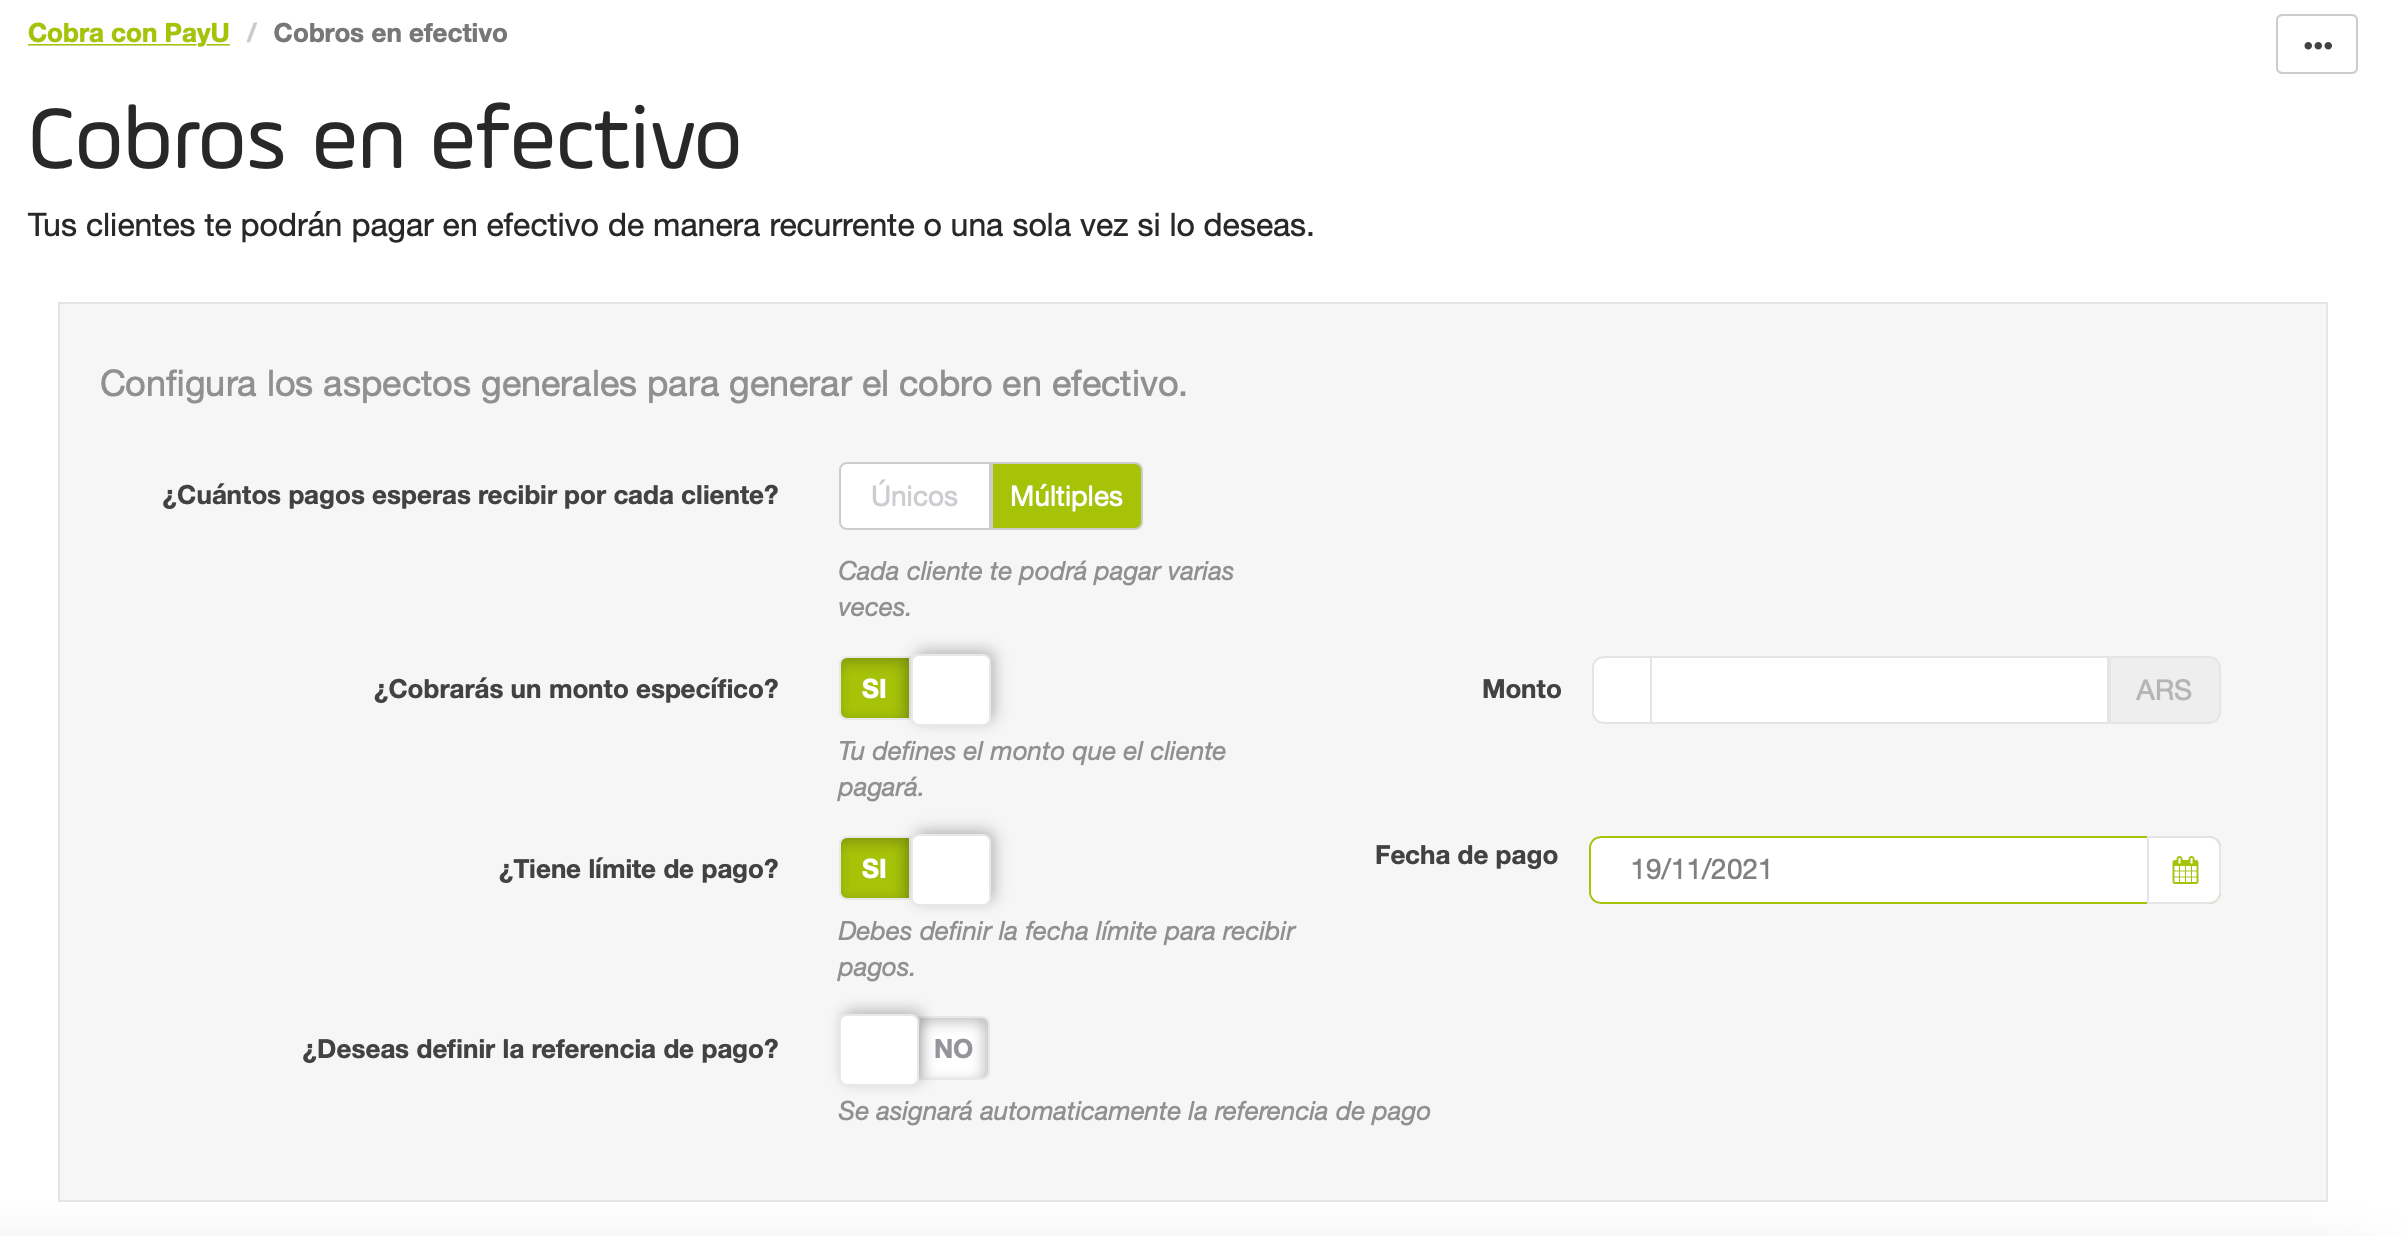 Cobra con PayU / Cobros en efectivo
Cobros en efectivo
Tus clientes te podrán pagar en efectivo de manera recurrente o una sola vez si lo deseas.
Configura los aspectos generales para generar el cobro en efectivo.
¿Cuántos pagos esperas recibir por cada cliente? Únicos Múltiples
Cada cliente te podrá pagar varias
veces.
¿Cobrarás un monto específico? SI Monto ARS
Tu defines el monto que el cliente
pagará.
¿Tiene límite de pago? SI Fecha de pago 19/11/2021
Debes definir la fecha límite para recibir
pagos.
¿Deseas definir la referencia de pago? NO
Se asignará automaticamente la referencia de pago